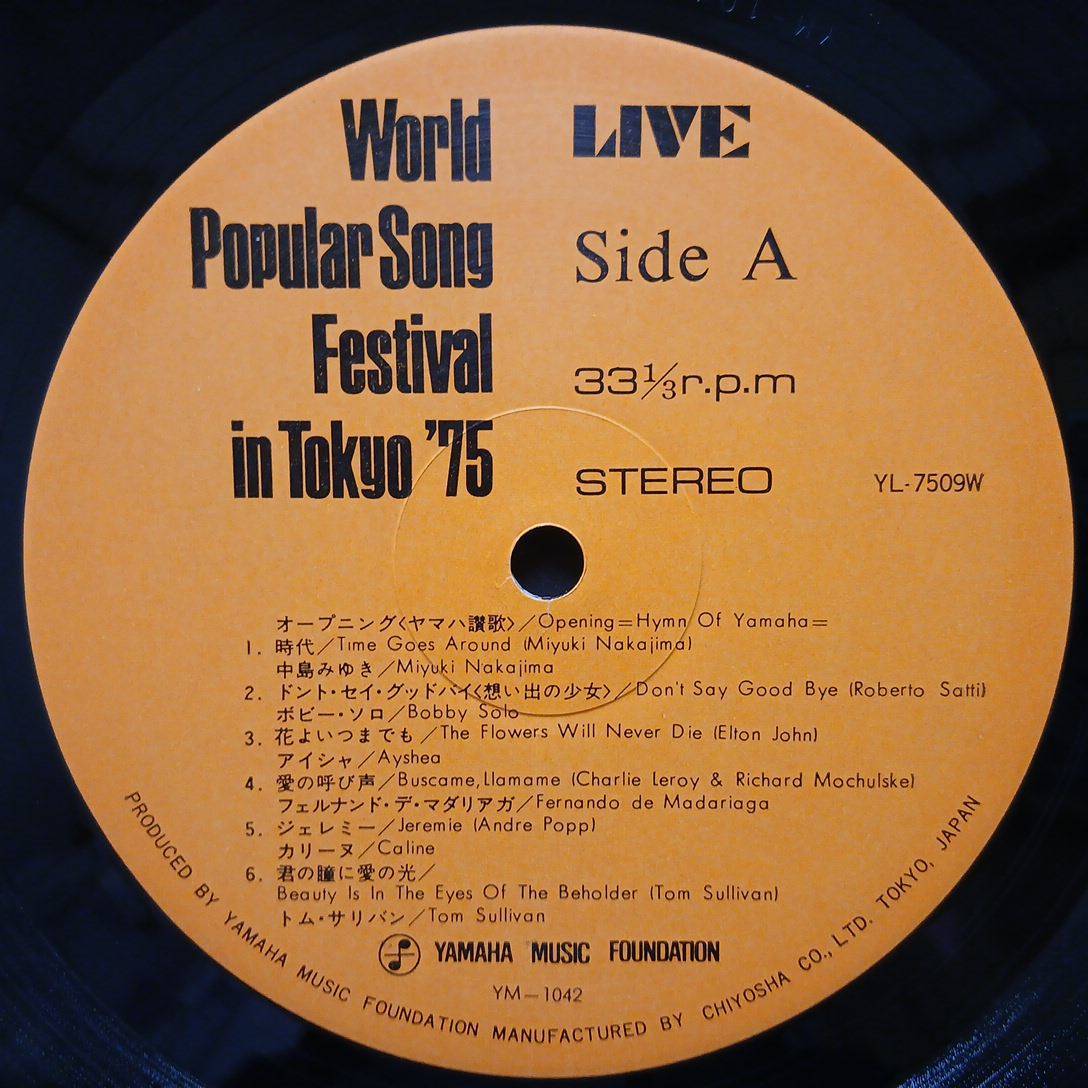 World
Popular Song
Festival
in Tokyo '75
LIVE
Side A
33⅓r.p.m
STEREO
YL-7509W
オープニング〈ヤマハ讃歌〉/Opening=Hymn Of Yamaha=
1. 時代/Time Goes Around (Miyuki Nakajima)
中島みゆき/Miyuki Nakajima
2. ドント・セイ・グッドバイ〈想い出の少女〉/Don't Say Good Bye (Roberto Satti)
ボビー・ソロ/Bobby Solo
3. 花よいつまでも/The Flowers Will Never Die (Elton John)
アイシャ/Ayshea
4. 愛の呼び声/Buscame,Llamame (Charlie Leroy & Richard Mochulske)
フェルナンド・デ・マダリアガ/Fernando de Madariaga
5. ジェレミー/Jeremie (Andre Popp)
カリーヌ/Caline
6. 君の瞳に愛の光/
Beauty Is In The Eyes Of The Beholder (Tom Sullivan)
トム・サリバン/Tom Sullivan
YAMAHA MUSIC FOUNDATION
YM-1042
PRODUCED BY YAMAHA MUSIC FOUNDATION MANUFACTURED BY CHIYOSHA CO., LTD. TOKYO, JAPAN